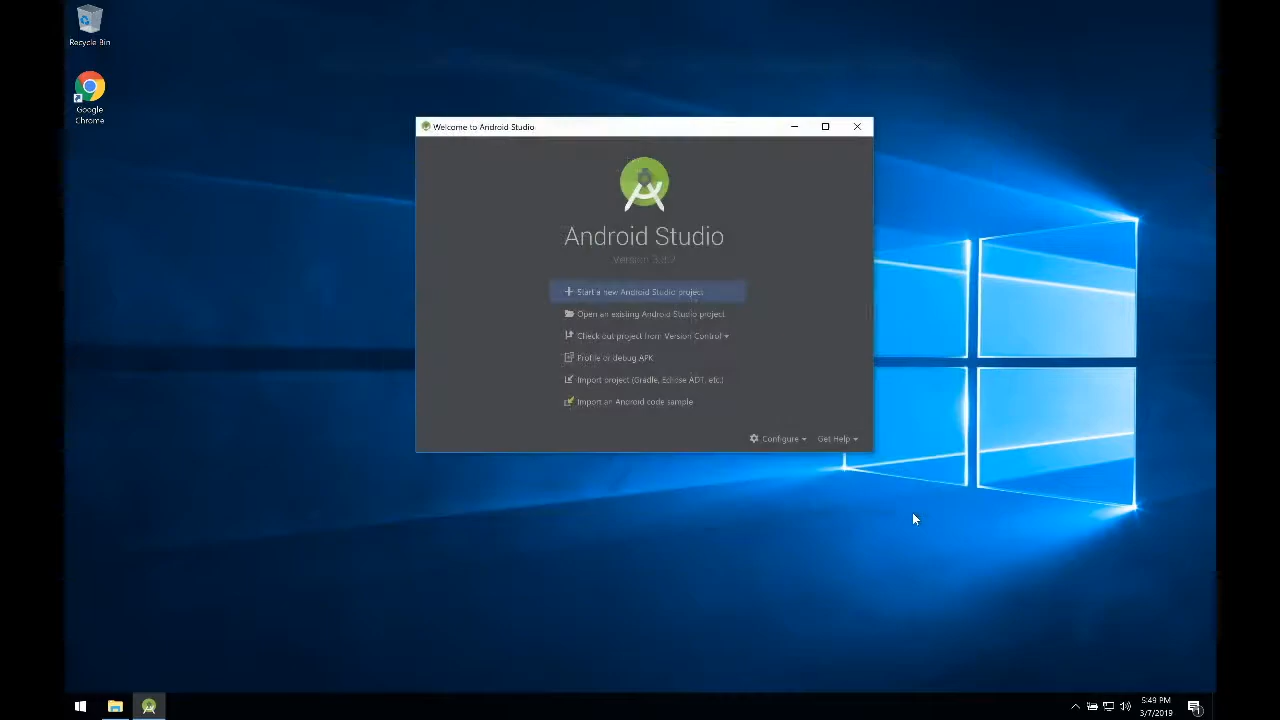 Recycle Bin
Google
Chrome
Welcome to Android Studio
Android Studio
Start a new Android Studio project
Open an existing Android Studio project
Check out project from Version Control
Profile or debug APK
Import project (Gradle, Eclipse ADT, etc.)
Import an Android code sample
Configure
Get Help
5:49 PM
3/7/2019